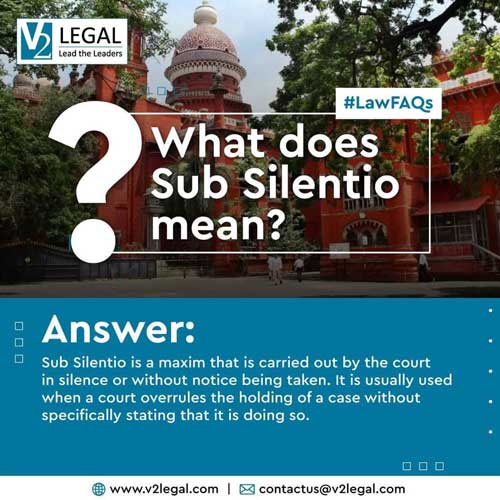 V2 LEGAL
Lead the Leaders
#LawFAQs
? What does
Sub Silentio
mean?
Answer:
Sub Silentio is a maxim that is carried out by the court
in silence or without notice being taken. It is usually used
when a court overrules the holding of a case without
specifically stating that it is doing so.
www.v2legal.com | contactus@v2legal.com